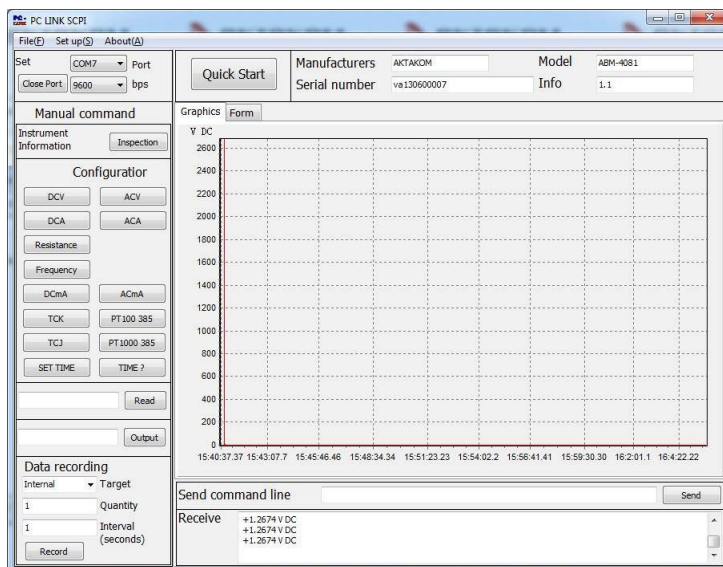 PC LINK SCPI
File(F) Set up(S) About(A)
Set COM7 Port
Close Port 9600 bps
Quick Start
Manufacturers AKTAKOM Model ABM-4081
Serial number va130600007 Info 1.1
Manual command
Instrument
Information Inspection
Configuratior
DCV ACV
DCA ACA
Resistance
Frequency
DCmA ACmA
TCK PT100 385
TCJ PT1000 385
SET TIME TIME ?
Read
Output
Data recording
Internal Target
1 Quantity
1 Interval
(seconds)
Record
Graphics Form
V DC
2600
2400
2200
2000
1800
1600
1400
1200
1000
800
600
400
200
0
15:40:37.37 15:43:07.7 15:45:46.46 15:48:34.34 15:51:23.23 15:54:02.2 15:56:41.41 15:59:30.30 16:2:01.1 16:4:22.22
Send command line Send
Receive +1.2674 V DC
+1.2674 V DC
+1.2674 V DC